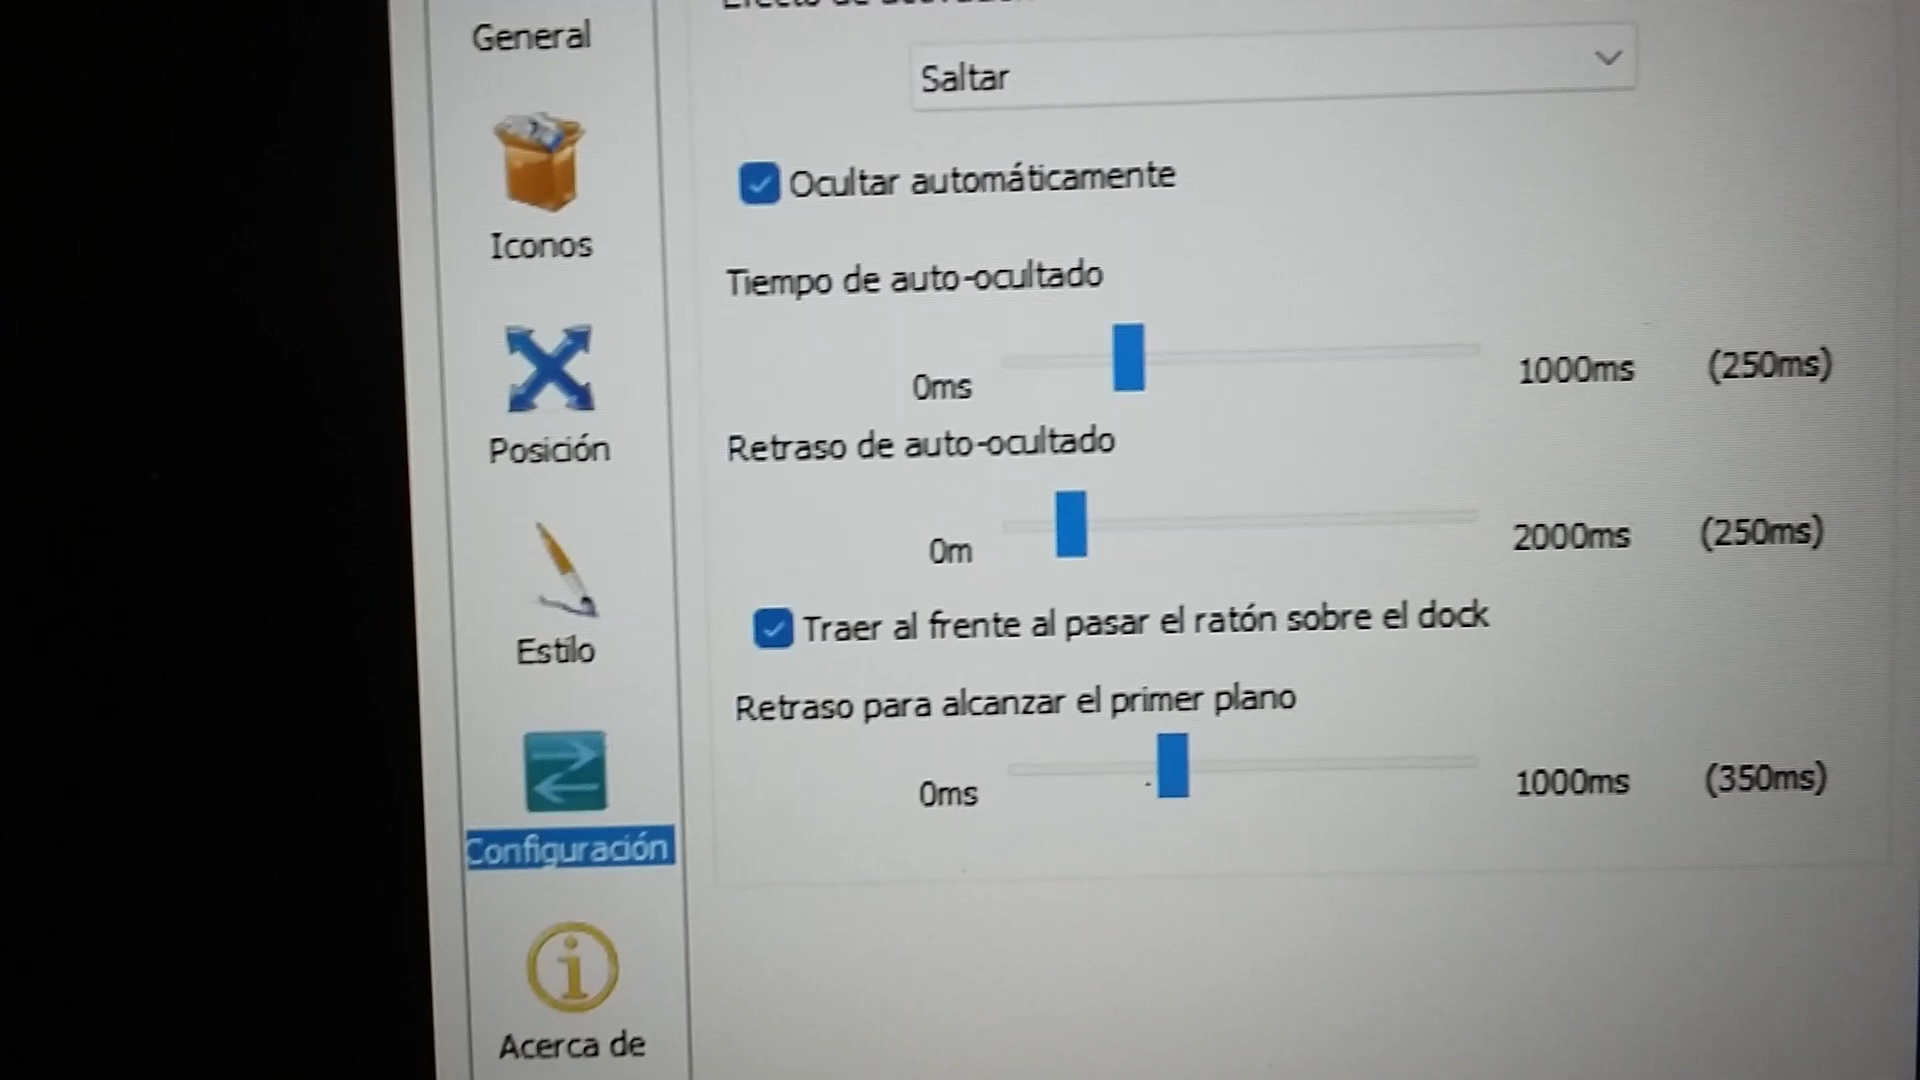 General
Iconos
Posición
Estilo
Configuración
Acerca de
Saltar
Ocultar automáticamente
Tiempo de auto-ocultado
0ms 1000ms (250ms)
Retraso de auto-ocultado
0m 2000ms (250ms)
Traer al frente al pasar el ratón sobre el dock
Retraso para alcanzar el primer plano
0ms 1000ms (350ms)